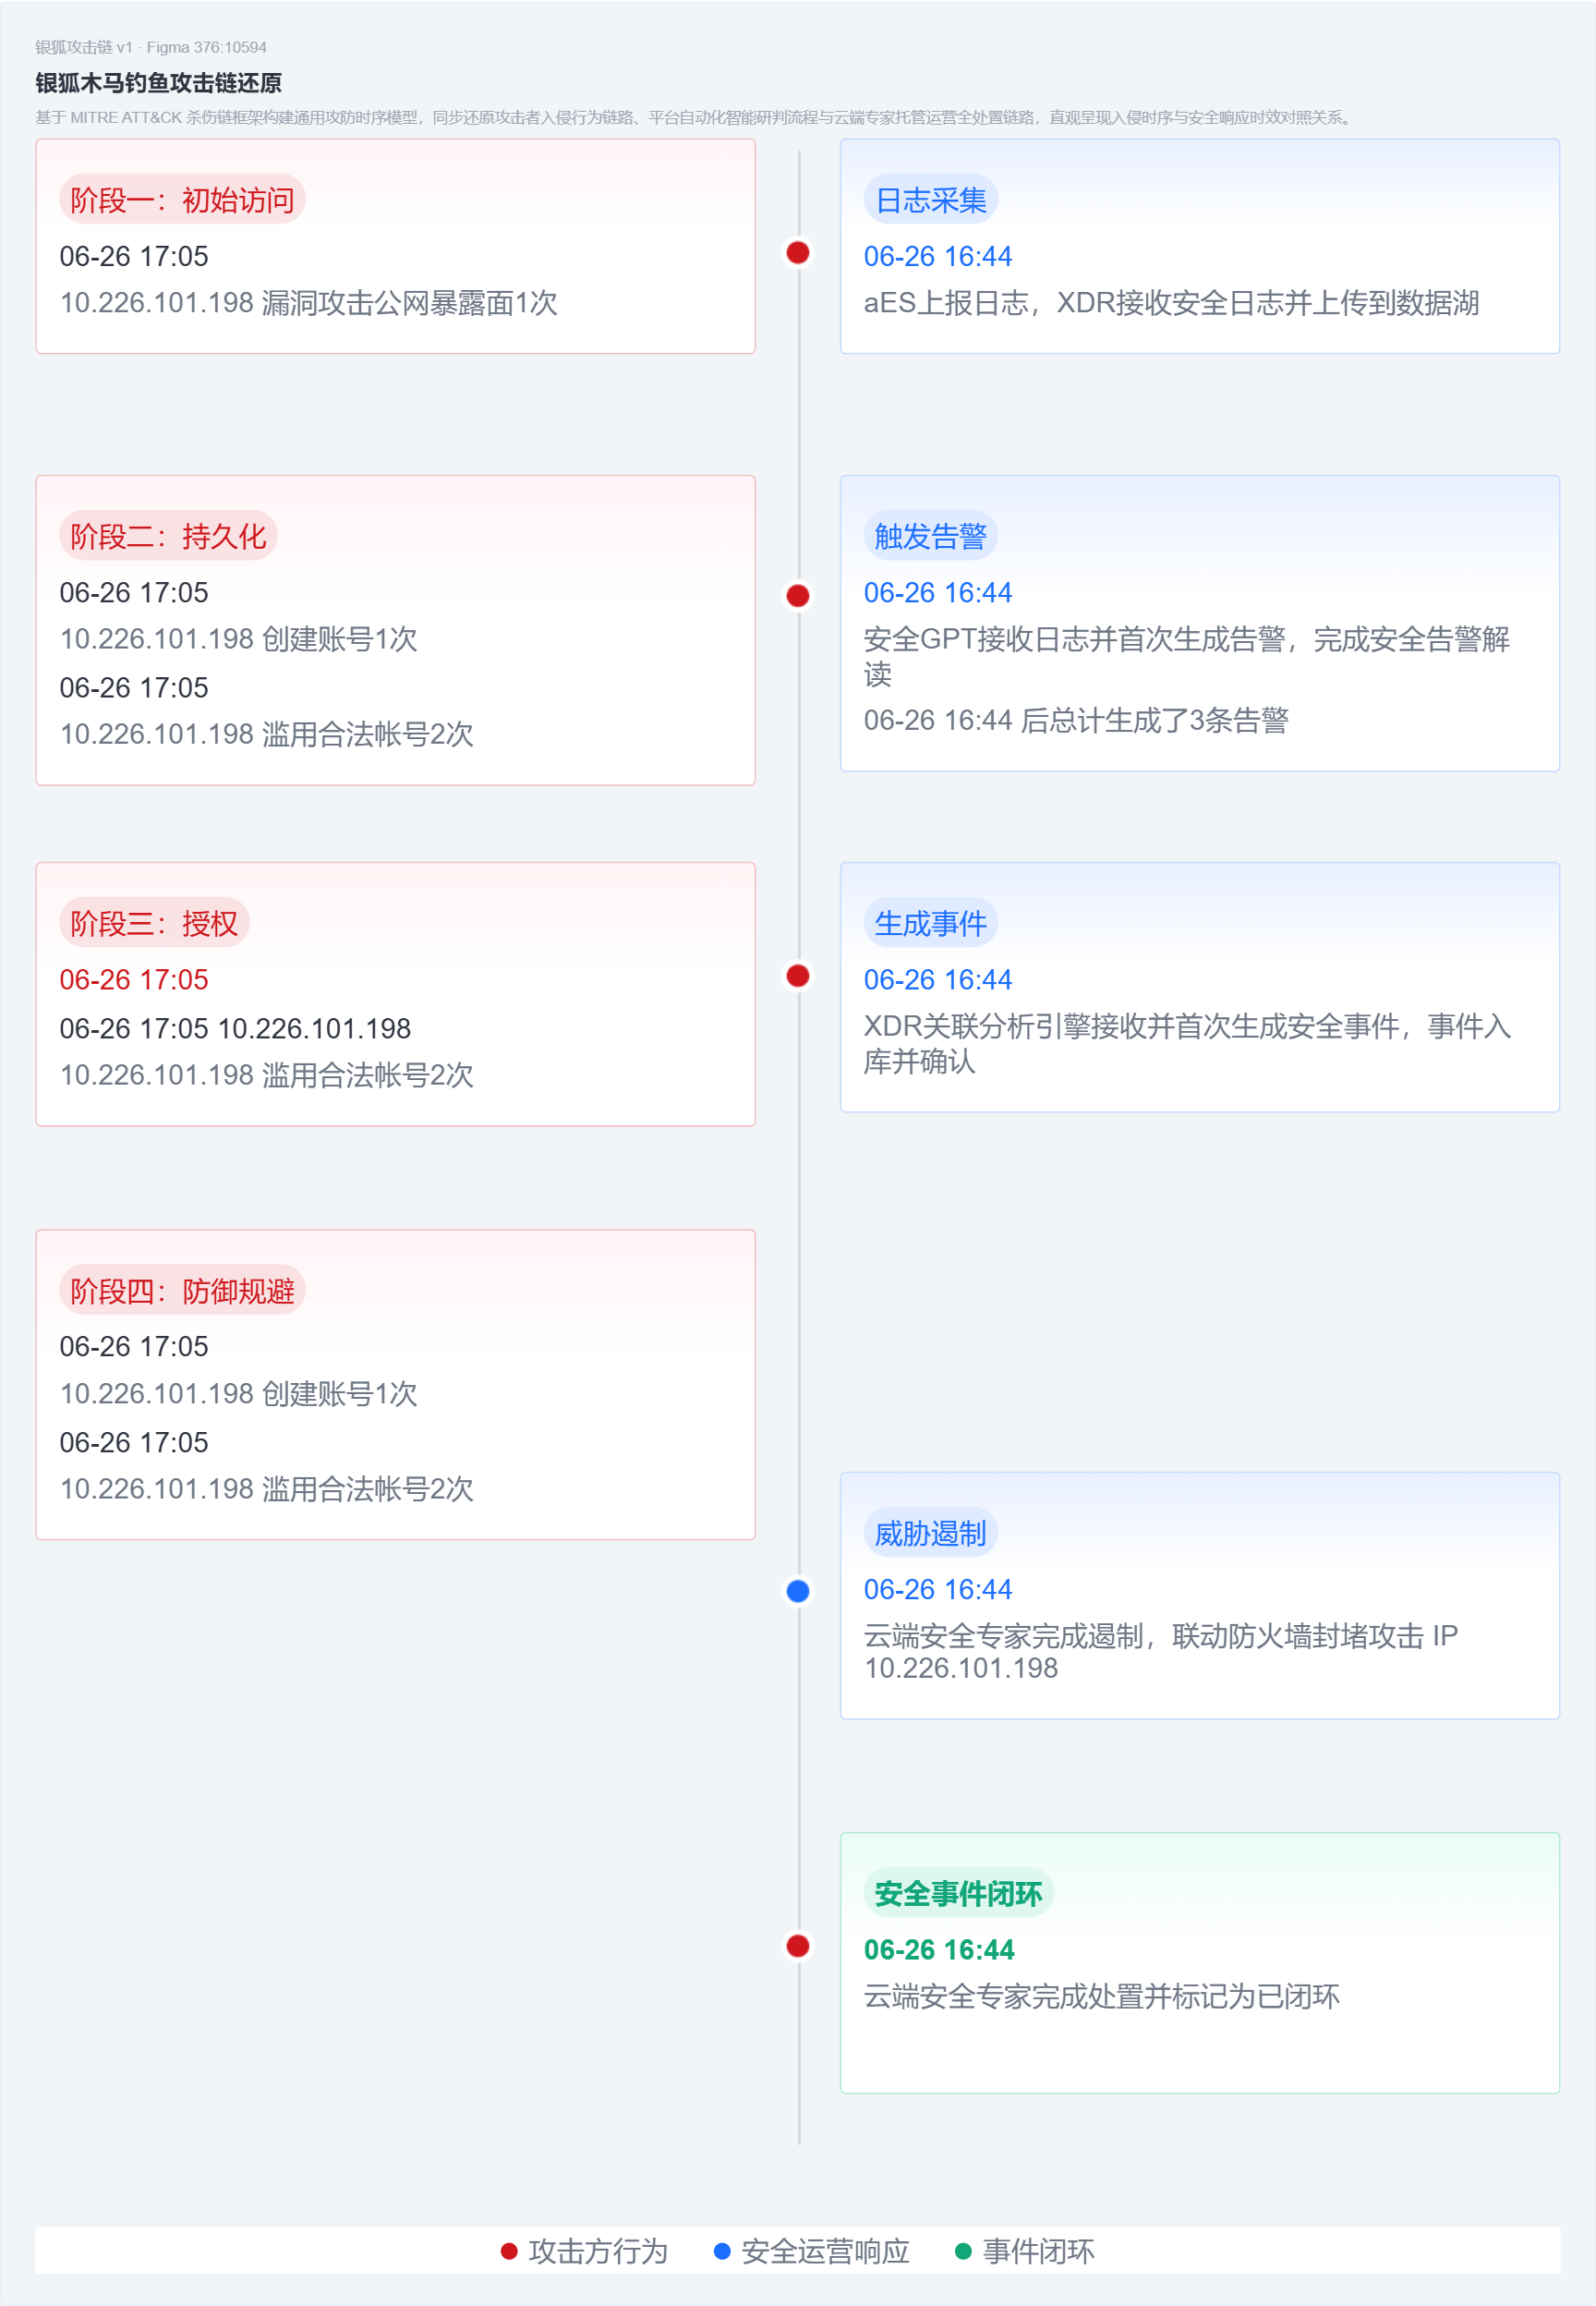 银狐攻击链 v1 · Figma 376:10594
银狐木马钓鱼攻击链还原
基于 MITRE ATT&CK 杀伤链框架构建通用攻防时序模型，同步还原攻击者入侵行为链路、平台自动化智能研判流程与云端专家托管运营全处置链路，直观呈现入侵时序与安全响应时效对照关系。
阶段一：初始访问
06-26 17:05
10.226.101.198 漏洞攻击公网暴露面1次
日志采集
06-26 16:44
aES上报日志，XDR接收安全日志并上传到数据湖
阶段二：持久化
06-26 17:05
10.226.101.198 创建账号1次
06-26 17:05
10.226.101.198 滥用合法帐号2次
触发告警
06-26 16:44
安全GPT接收日志并首次生成告警，完成安全告警解
读
06-26 16:44 后总计生成了3条告警
阶段三：授权
06-26 17:05
06-26 17:05 10.226.101.198
10.226.101.198 滥用合法帐号2次
生成事件
06-26 16:44
XDR关联分析引擎接收并首次生成安全事件，事件入
库并确认
阶段四：防御规避
06-26 17:05
10.226.101.198 创建账号1次
06-26 17:05
10.226.101.198 滥用合法帐号2次
威胁遏制
06-26 16:44
云端安全专家完成遏制，联动防火墙封堵攻击 IP
10.226.101.198
安全事件闭环
06-26 16:44
云端安全专家完成处置并标记为已闭环
攻击方行为
安全运营响应
事件闭环